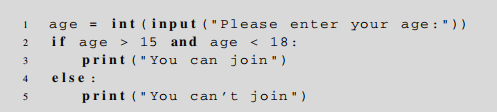 1 age = int(input("Please enter your age:"))
2 if age > 15 and age < 18:
3     print("You can join")
4 else:
5     print("You can’t join")